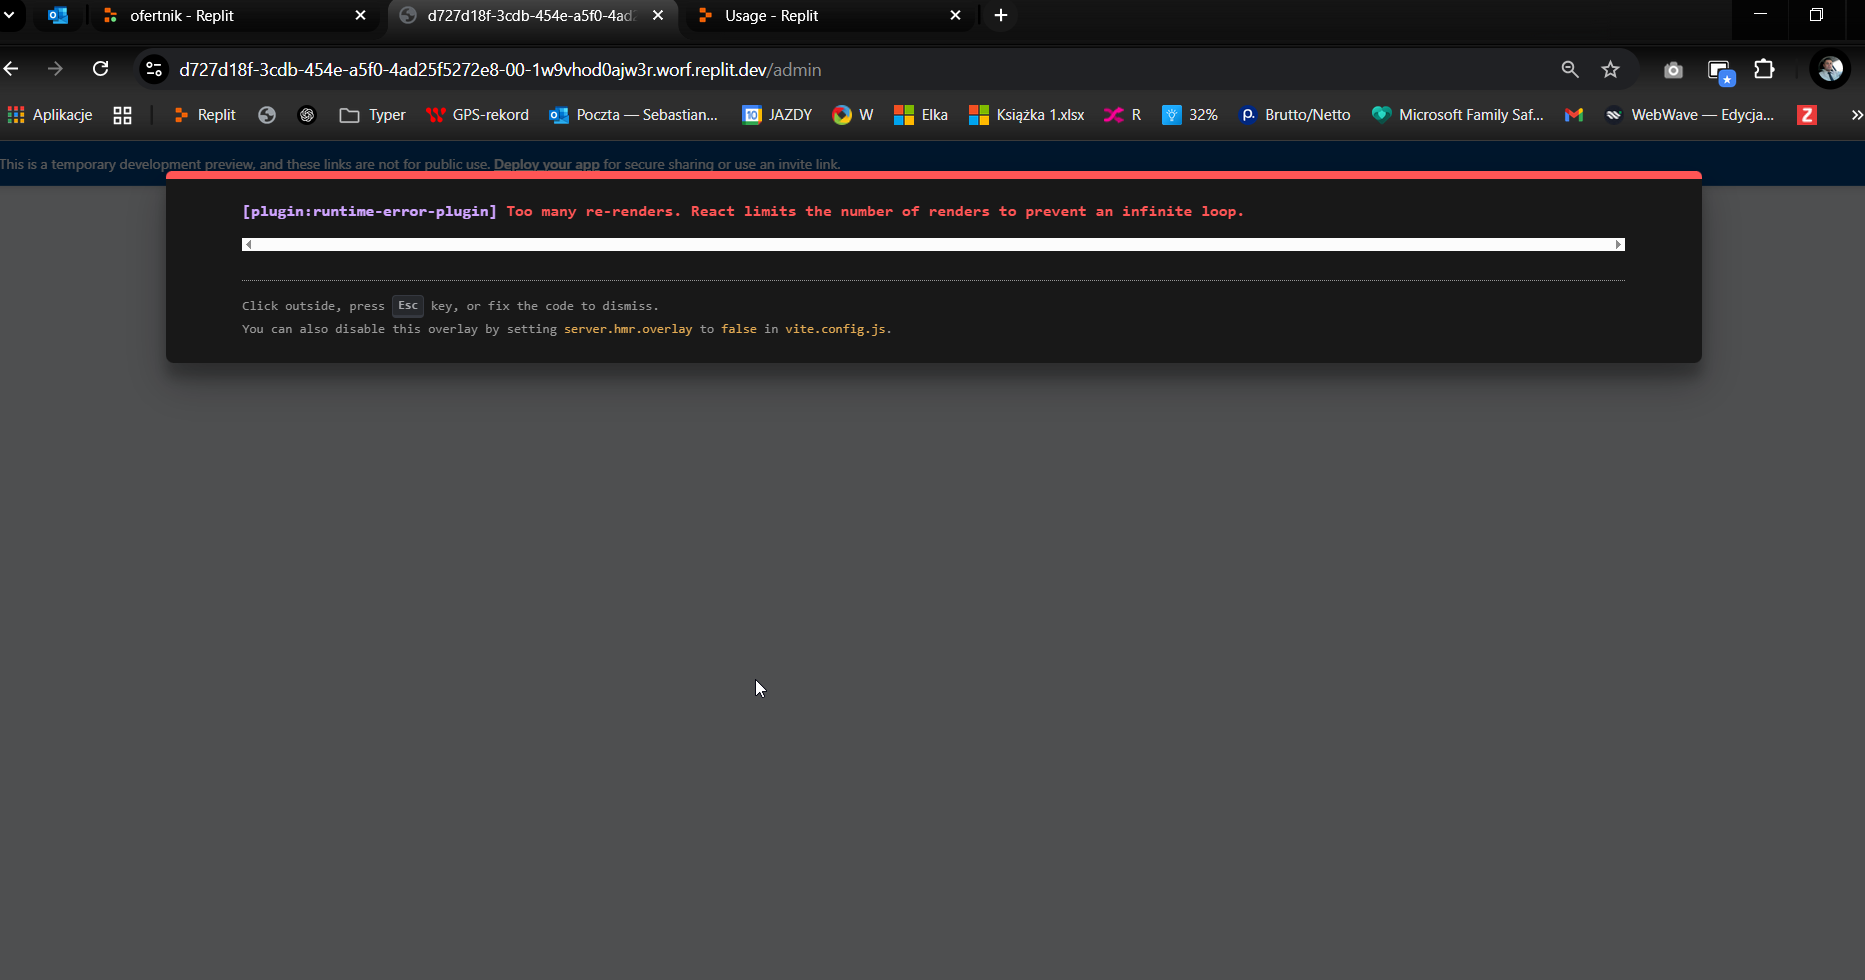 ofertnik - Replit
d727d18f-3cdb-454e-a5f0-4ad
Usage - Replit
d727d18f-3cdb-454e-a5f0-4ad25f5272e8-00-1w9vhod0ajw3r.worf.replit.dev/admin
Aplikacje Replit Typer GPS-rekord Poczta — Sebastian... 10 JAZDY W Elka Książka 1.xlsx R 32% Brutto/Netto Microsoft Family Saf... WebWave — Edycja... Z
This is a temporary development preview, and these links are not for public use. Deploy your app for secure sharing or use an invite link.
[plugin:runtime-error-plugin] Too many re-renders. React limits the number of renders to prevent an infinite loop.
Click outside, press Esc key, or fix the code to dismiss.
You can also disable this overlay by setting server.hmr.overlay to false in vite.config.js.